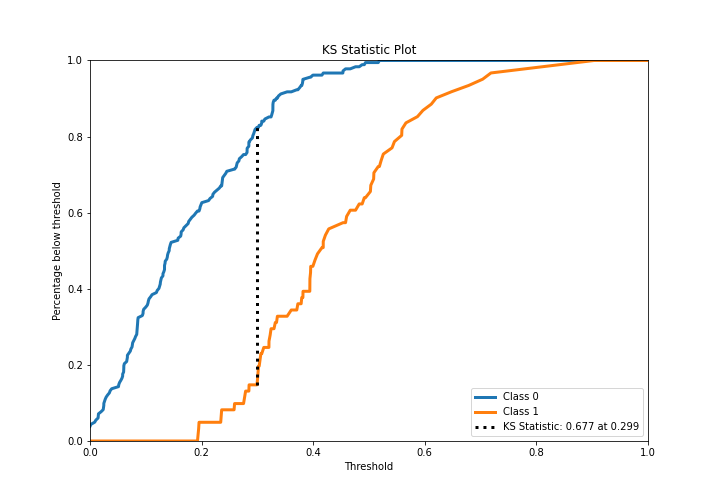 KS Statistic Plot
1.0
0.8
0.6
0.4
0.2
0.0
Percentage below threshold
0.0 0.2 0.4 0.6 0.8 1.0
Threshold
Class 0
Class 1
KS Statistic: 0.677 at 0.299